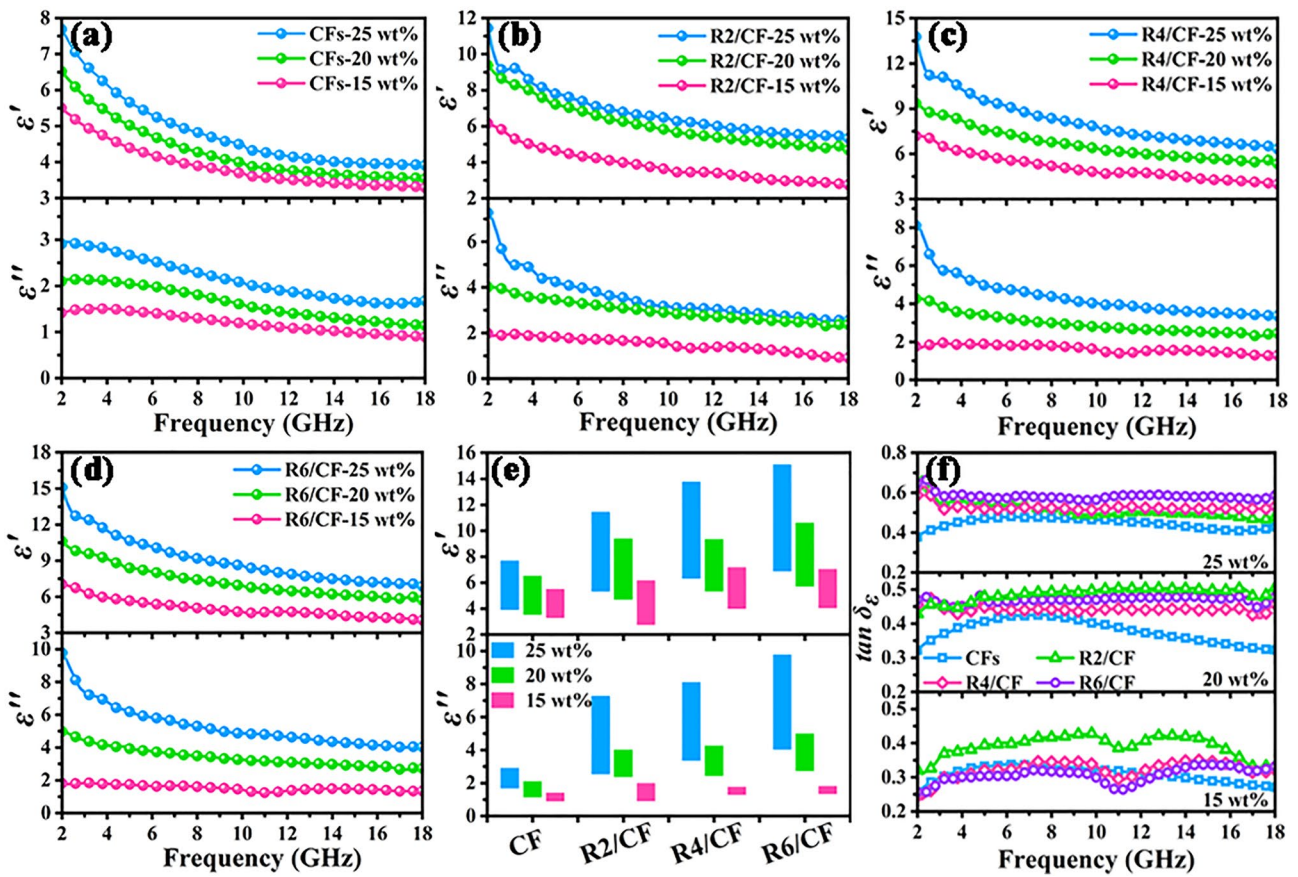 (a)
CFs-25 wt%
CFs-20 wt%
CFs-15 wt%
8
7
6
5
4
3
ε'
3
2
1
0
ε''
2 4 6 8 10 12 14 16 18
Frequency (GHz)
(b)
R2/CF-25 wt%
R2/CF-20 wt%
R2/CF-15 wt%
12
10
8
6
4
2
ε'
6
4
2
0
ε''
2 4 6 8 10 12 14 16 18
Frequency (GHz)
(c)
R4/CF-25 wt%
R4/CF-20 wt%
R4/CF-15 wt%
15
12
9
6
3
ε'
8
6
4
2
0
ε''
2 4 6 8 10 12 14 16 18
Frequency (GHz)
(d)
R6/CF-25 wt%
R6/CF-20 wt%
R6/CF-15 wt%
18
15
12
9
6
3
ε'
10
8
6
4
2
0
ε''
2 4 6 8 10 12 14 16 18
Frequency (GHz)
(e)
16
14
12
10
8
6
4
2
ε'
25 wt%
20 wt%
15 wt%
10
8
6
4
2
0
ε''
CF R2/CF R4/CF R6/CF
(f)
0.8
0.6
0.4
0.2
25 wt%
0.5
0.4
0.3
0.2
CFs R2/CF
R4/CF R6/CF
20 wt%
0.5
0.4
0.3
0.2
15 wt%
tan δε
2 4 6 8 10 12 14 16 18
Frequency (GHz)